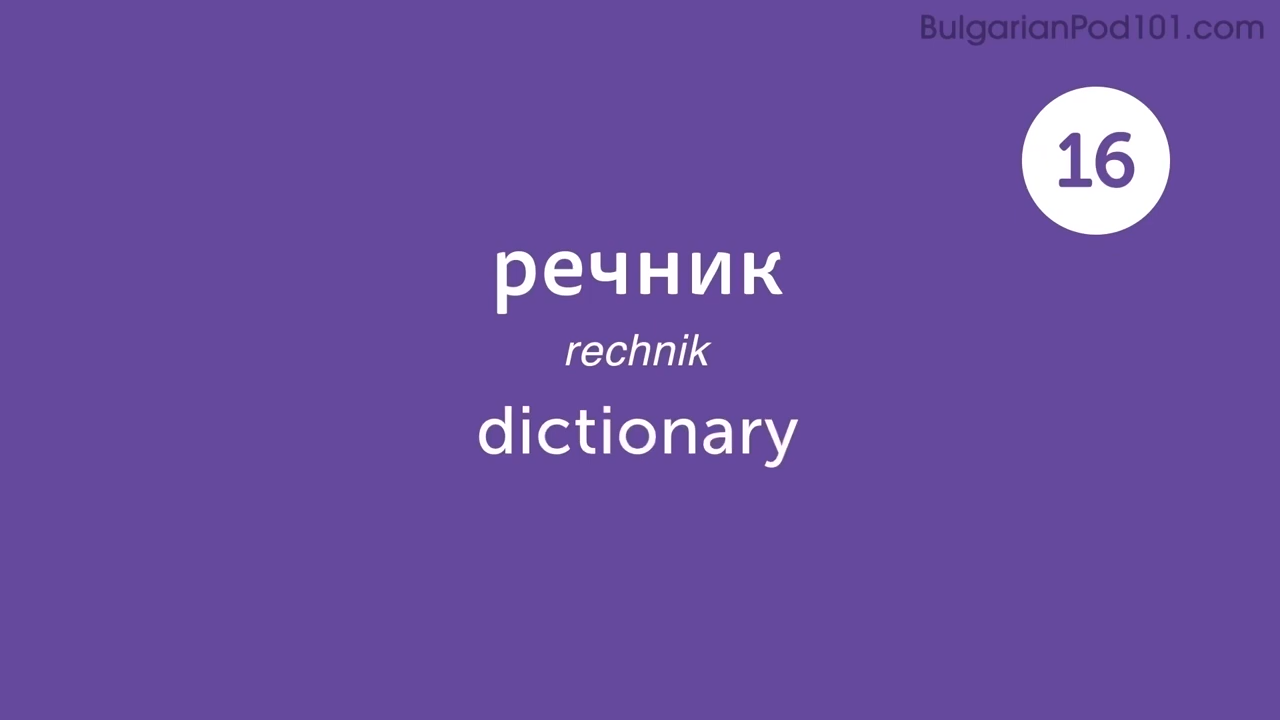 BulgarianPod101.com
16
речник
rechnik
dictionary